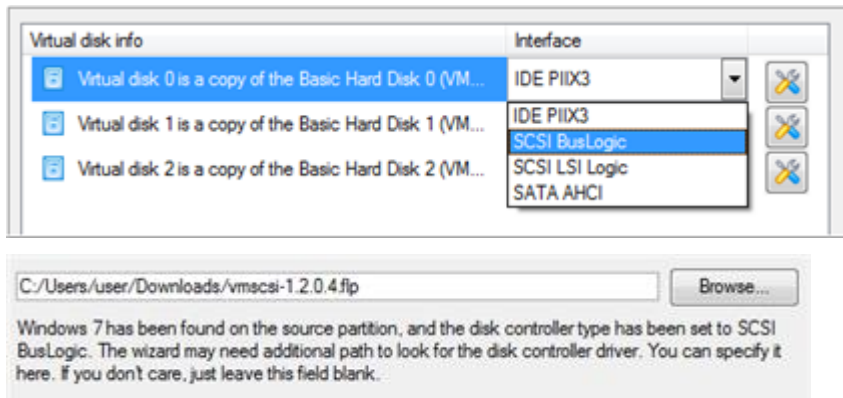 Virtual disk info Interface
Virtual disk 0 is a copy of the Basic Hard Disk 0 (VM... IDE PIIX3
Virtual disk 1 is a copy of the Basic Hard Disk 1 (VM... IDE PIIX3
SCSI BusLogic
Virtual disk 2 is a copy of the Basic Hard Disk 2 (VM... SCSI LSI Logic
SATA AHCI
C:/Users/user/Downloads/vmscsi-1.2.0.4.flp Browse...
Windows 7 has been found on the source partition, and the disk controller type has been set to SCSI
BusLogic. The wizard may need additional path to look for the disk controller driver. You can specify it
here. If you don't care, just leave this field blank.